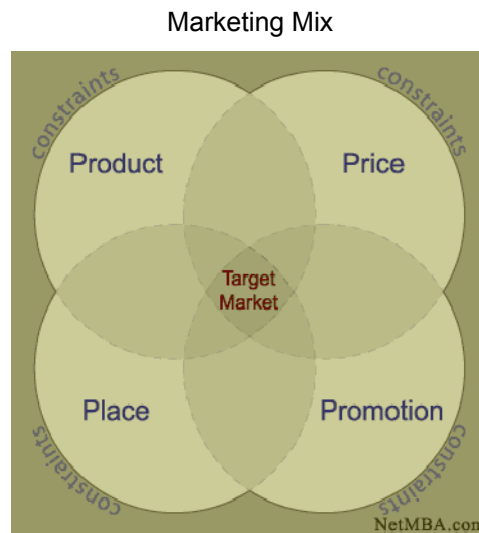 Marketing Mix
constraints
constraints
Product
Price
Target
Market
Place
Promotion
constraints
constraints
NetMBA.com